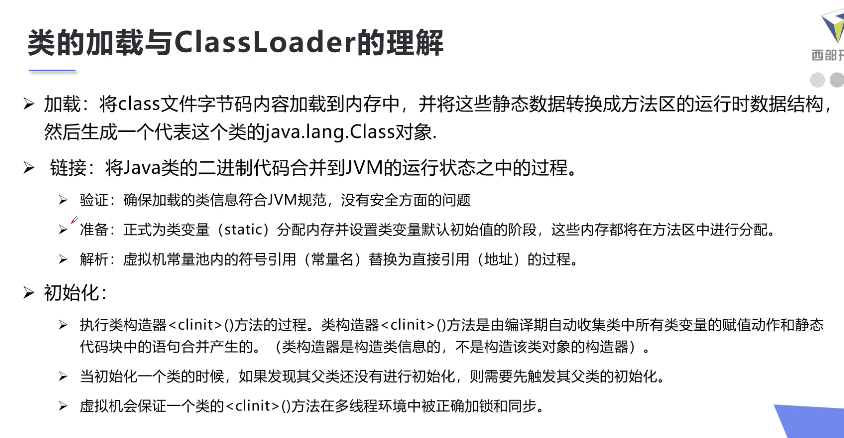 类的加载与ClassLoader的理解
西部开
加载：将class文件字节码内容加载到内存中，并将这些静态数据转换成方法区的运行时数据结构，
然后生成一个代表这个类的java.lang.Class对象.
链接：将Java类的二进制代码合并到JVM的运行状态之中的过程。
验证：确保加载的类信息符合JVM规范，没有安全方面的问题
准备：正式为类变量（static）分配内存并设置类变量默认初始值的阶段，这些内存都将在方法区中进行分配。
解析：虚拟机常量池内的符号引用（常量名）替换为直接引用（地址）的过程。
初始化：
执行类构造器<clinit>()方法的过程。类构造器<clinit>()方法是由编译期自动收集类中所有类变量的赋值动作和静态
代码块中的语句合并产生的。（类构造器是构造类信息的，不是构造该类对象的构造器）。
当初始化一个类的时候，如果发现其父类还没有进行初始化，则需要先触发其父类的初始化。
虚拟机会保证一个类的<clinit>()方法在多线程环境中被正确加锁和同步。